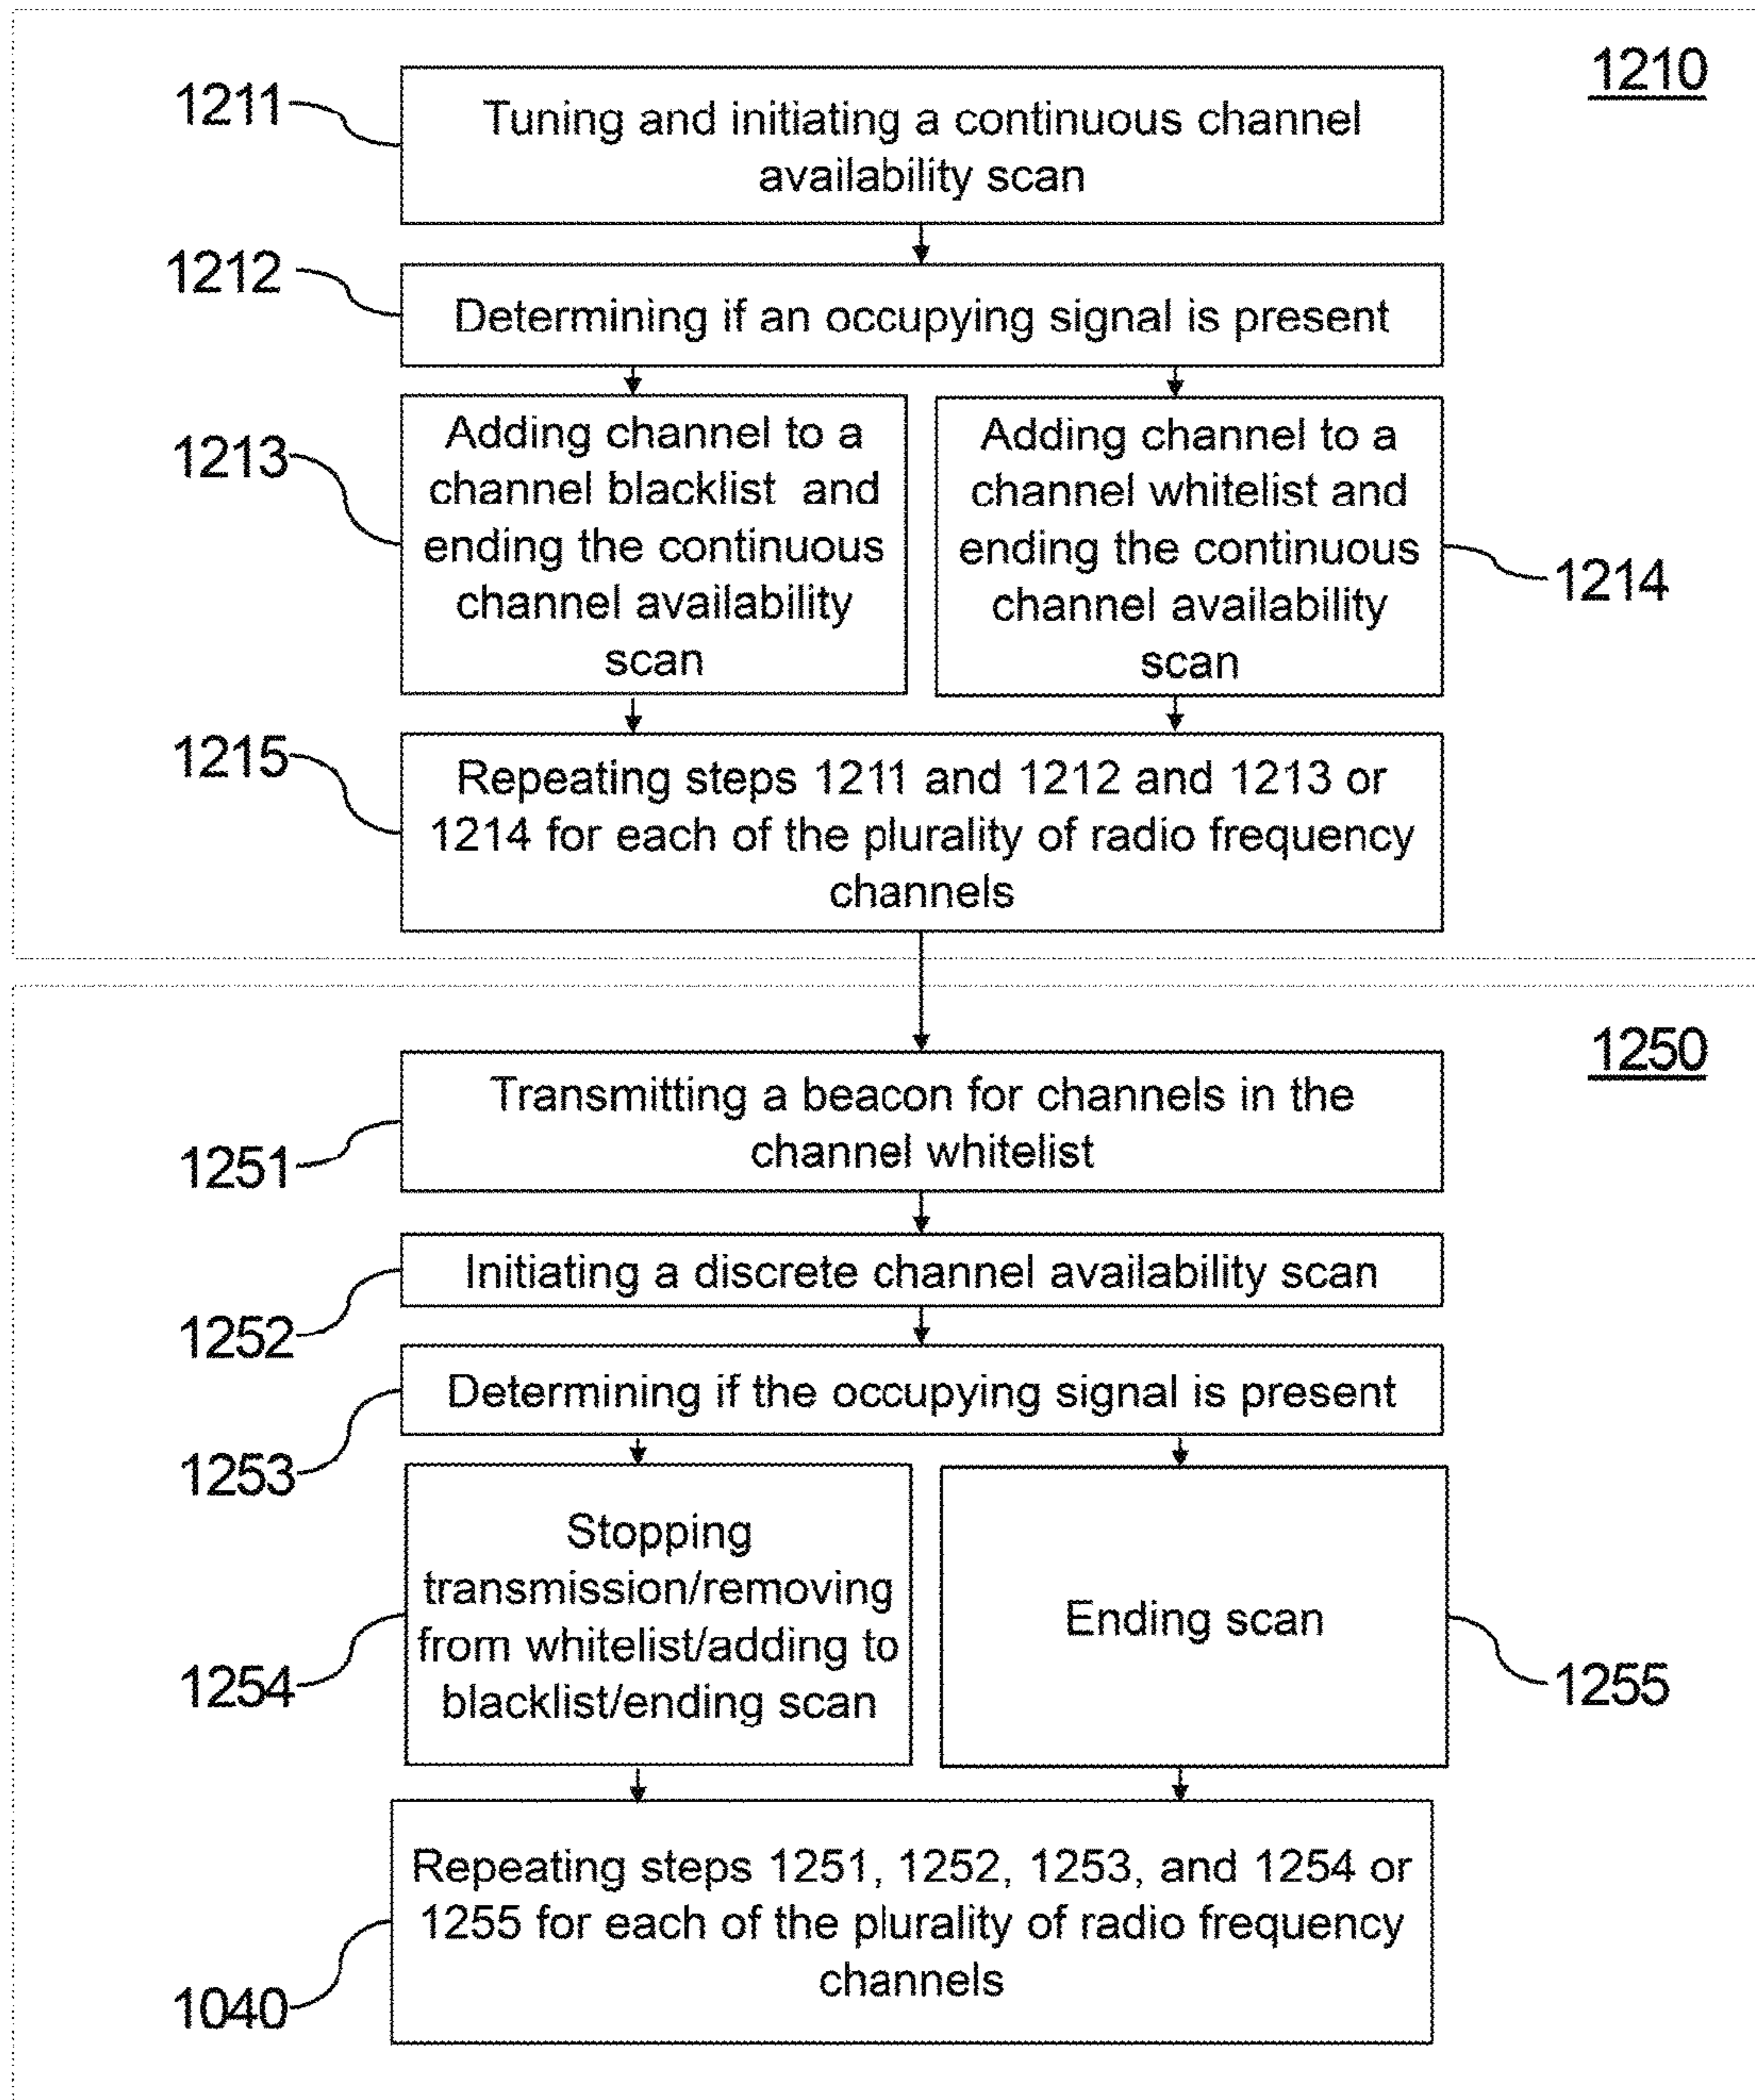 1210
1211
Tuning and initiating a continuous channel
availability scan
1212
Determining if an occupying signal is present
1213
Adding channel to a
channel blacklist and
ending the continuous
channel availability
scan
Adding channel to a
channel whitelist and
ending the continuous
channel availability
scan
1214
1215
Repeating steps 1211 and 1212 and 1213 or
1214 for each of the plurality of radio frequency
channels
1250
Transmitting a beacon for channels in the
channel whitelist
1251
Initiating a discrete channel availability scan
1252
Determining if the occupying signal is present
1253
Stopping
transmission/removing
from whitelist/adding to
blacklist/ending scan
1254
Ending scan
1255
Repeating steps 1251, 1252, 1253, and 1254 or
1255 for each of the plurality of radio frequency
channels
1040